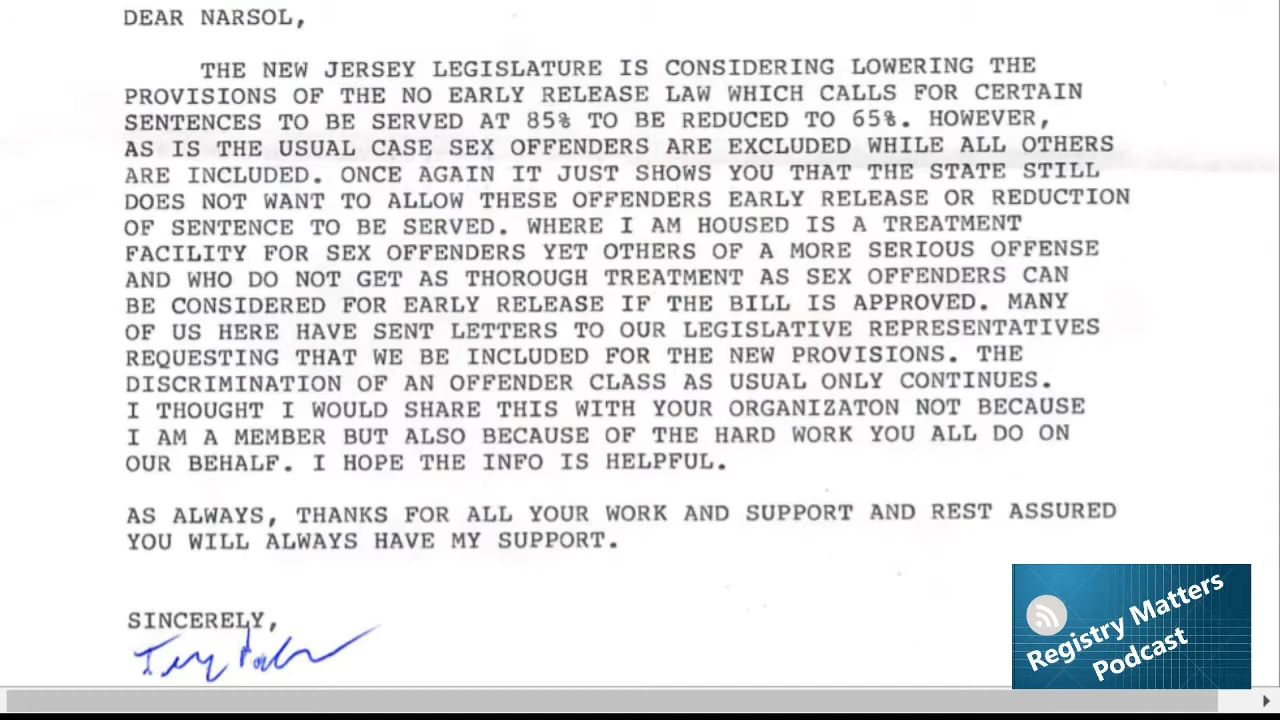 DEAR NARSOL,
THE NEW JERSEY LEGISLATURE IS CONSIDERING LOWERING THE
PROVISIONS OF THE NO EARLY RELEASE LAW WHICH CALLS FOR CERTAIN
SENTENCES TO BE SERVED AT 85% TO BE REDUCED TO 65%. HOWEVER,
AS IS THE USUAL CASE SEX OFFENDERS ARE EXCLUDED WHILE ALL OTHERS
ARE INCLUDED. ONCE AGAIN IT JUST SHOWS YOU THAT THE STATE STILL
DOES NOT WANT TO ALLOW THESE OFFENDERS EARLY RELEASE OR REDUCTION
OF SENTENCE TO BE SERVED. WHERE I AM HOUSED IS A TREATMENT
FACILITY FOR SEX OFFENDERS YET OTHERS OF A MORE SERIOUS OFFENSE
AND WHO DO NOT GET AS THOROUGH TREATMENT AS SEX OFFENDERS CAN
BE CONSIDERED FOR EARLY RELEASE IF THE BILL IS APPROVED. MANY
OF US HERE HAVE SENT LETTERS TO OUR LEGISLATIVE REPRESENTATIVES
REQUESTING THAT WE BE INCLUDED FOR THE NEW PROVISIONS. THE
DISCRIMINATION OF AN OFFENDER CLASS AS USUAL ONLY CONTINUES.
I THOUGHT I WOULD SHARE THIS WITH YOUR ORGANIZATON NOT BECAUSE
I AM A MEMBER BUT ALSO BECAUSE OF THE HARD WORK YOU ALL DO ON
OUR BEHALF. I HOPE THE INFO IS HELPFUL.
AS ALWAYS, THANKS FOR ALL YOUR WORK AND SUPPORT AND REST ASSURED
YOU WILL ALWAYS HAVE MY SUPPORT.
SINCERELY,
Registry Matters
Podcast